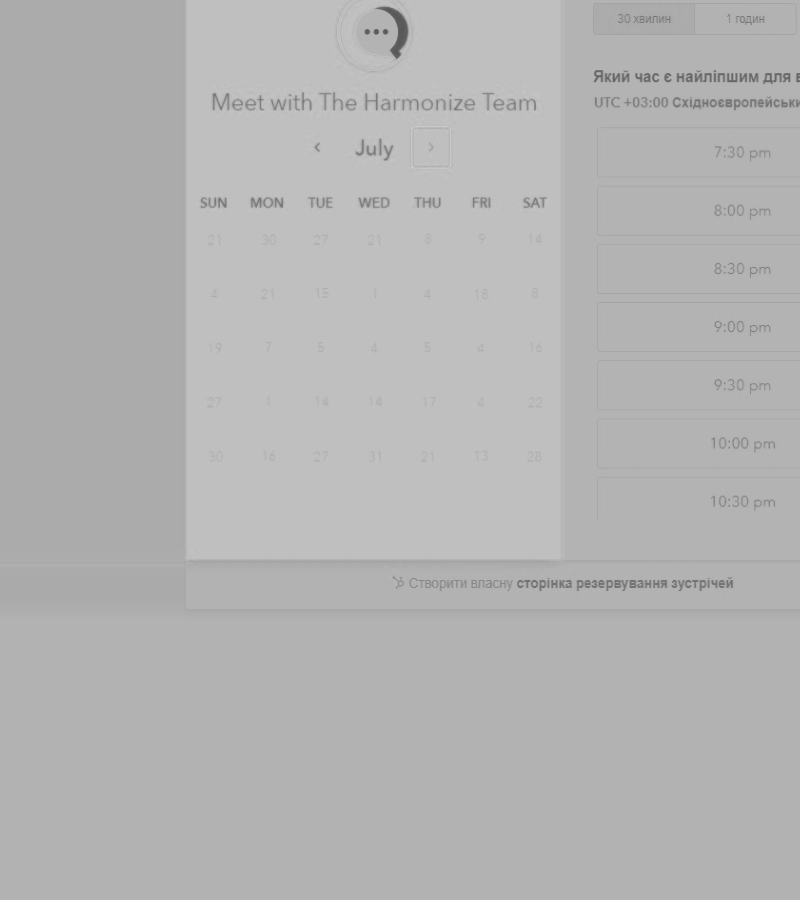 30 хвилин 1 годин
Meet with The Harmonize Team
Який час є найліпшим для в
UTC +03:00 Східноєвропейськи
July
SUN MON TUE WED THU FRI SAT
21 30 27 21 8 9 14
4 21 15 1 4 18 8
19 7 5 4 5 4 16
27 1 14 14 17 4 22
30 16 27 31 21 13 28
7:30 pm
8:00 pm
8:30 pm
9:00 pm
9:30 pm
10:00 pm
10:30 pm
Створити власну сторінка резервування зустрічей